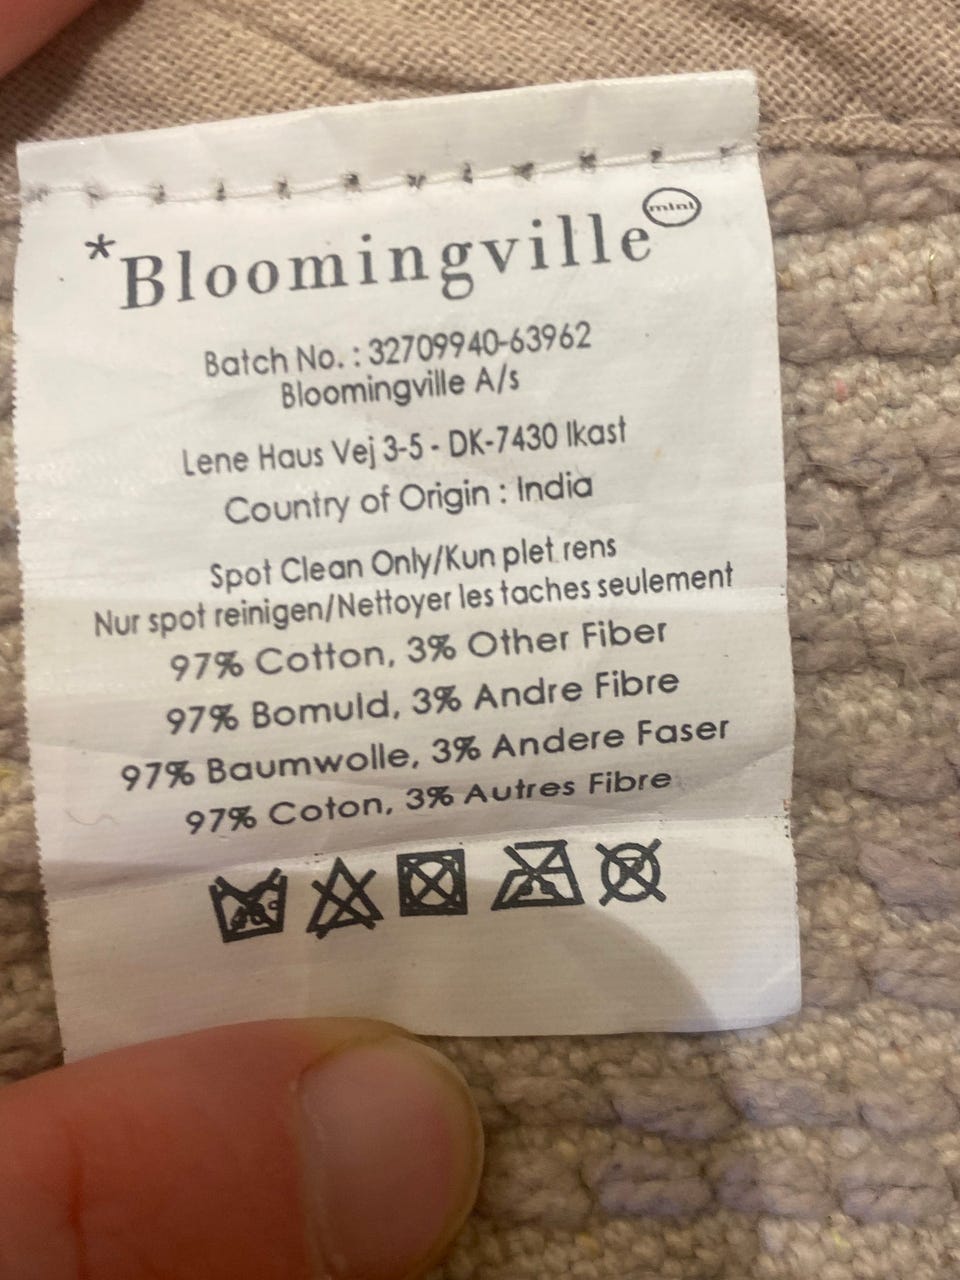 *Bloomingville mini
Batch No. : 32709940-63962
Bloomingville A/s
Lene Haus Vej 3-5 - DK-7430 Ikast
Country of Origin : India
Spot Clean Only/Kun plet rens
Nur spot reinigen/Nettoyer les taches seulement
97% Cotton, 3% Other Fiber
97% Bomuld, 3% Andre Fibre
97% Baumwolle, 3% Andere Faser
97% Coton, 3% Autres Fibre